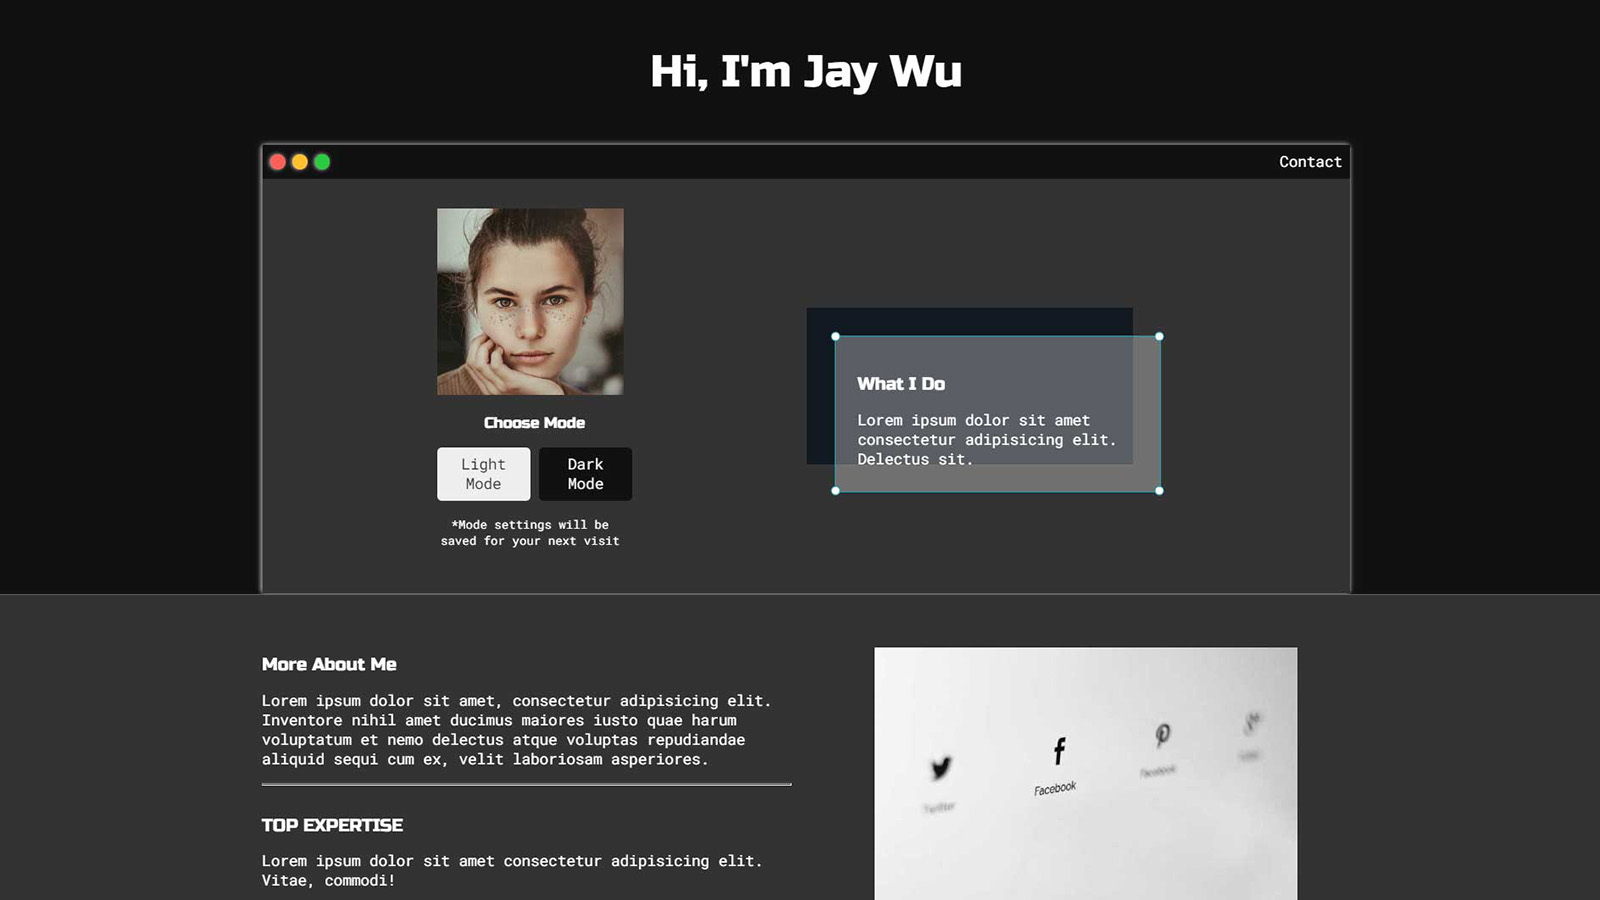 Hi, I'm Jay Wu
Contact
Choose Mode
Light
Mode
Dark
Mode
*Mode settings will be
saved for your next visit
What I Do
Lorem ipsum dolor sit amet
consectetur adipisicing elit.
Delectus sit.
More About Me
Lorem ipsum dolor sit amet, consectetur adipisicing elit.
Inventore nihil amet ducimus maiores iusto quae harum
voluptatum et nemo delectus atque voluptas repudiandae
aliquid sequi cum ex, velit laboriosam asperiores.
TOP EXPERTISE
Lorem ipsum dolor sit amet consectetur adipisicing elit.
Vitae, commodi!
Twitter
Facebook
Facebook